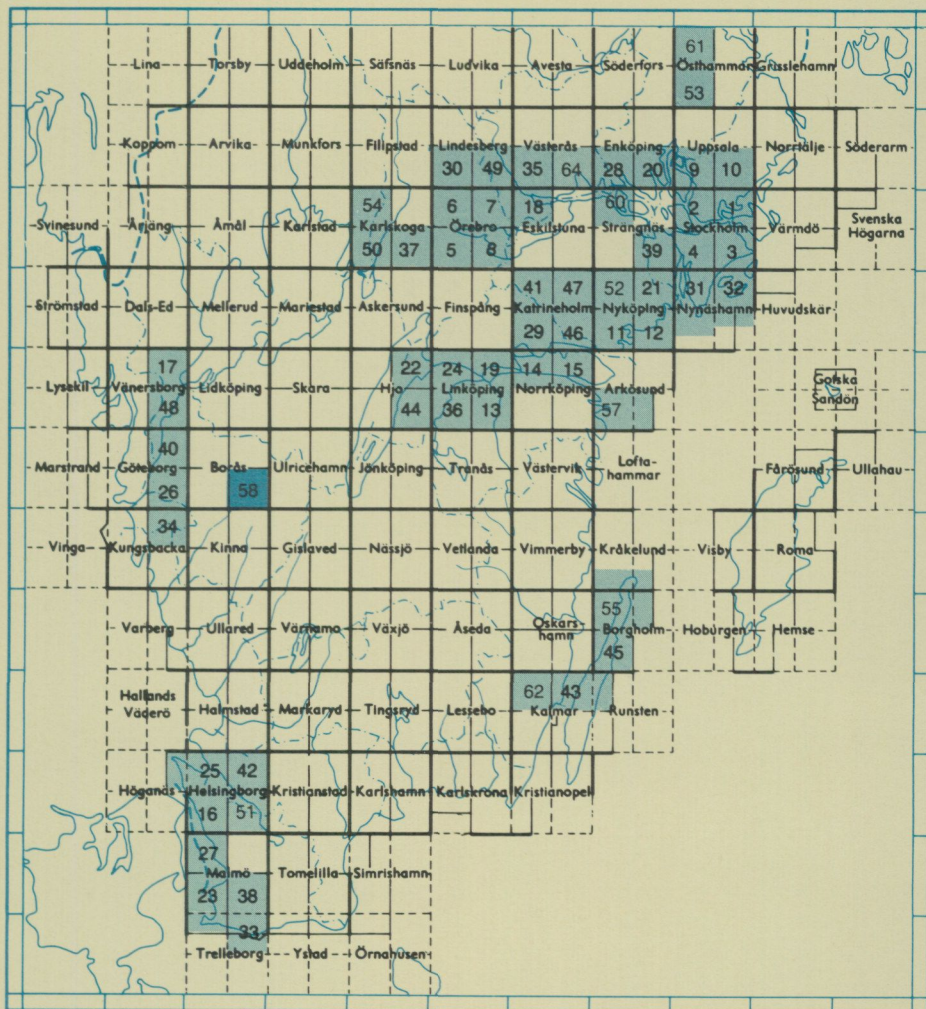 61
Lina Torsby Uddeholm Säfsnäs Ludvika Avesta Söderfors Östhammar Grisslehamn
53
Koppom Arvika Munkfors Filipstad Lindesberg Västerås Enköping Uppsala Norrtälje Söderarm
30 49 35 64 28 20 9 10
54 6 7 18 60 2 1
Svinesund Årjäng Åmål Karlstad Karlskoga Örebro Eskilstuna Strängnäs Stockholm Värmdö Svenska Högarna
50 37 5 8 39 4 3
41 47 52 21 31 32
Strömstad Dals-Ed Mellerud Mariestad Askersund Finspång Katrineholm Nyköping Nynäshamn Huvudskär
29 46 11 12
17 22 24 19 14 15
Lysekil Vänersborg Lidköping Skara Hjo Linköping Norrköping Arkösund Gotska Sandön
48 44 36 13 57
40
Marstrand Göteborg Borås Ulricehamn Jönköping Tranås Västervik Lofta-hammar Fårösund Ullahau
26 58
34
Vinga Kungsbacka Kinna Gislaved Nässjö Vetlanda Vimmerby Kråkelund Visby Roma
55
Varberg Ullared Värnamo Växjö Åseda Oskars-hamn Borgholm Hoburgen Hemse
45
62 43
Hallands Väderö Halmstad Markaryd Tingsryd Lessebo Kalmar Runsten
25 42
Höganäs Helsingborg Kristianstad Karlshamn Karlskrona Kristianopel
16 51
27
Malmö Tomelilla Simrishamn
23 38
33
Trelleborg Ystad Örnahusen